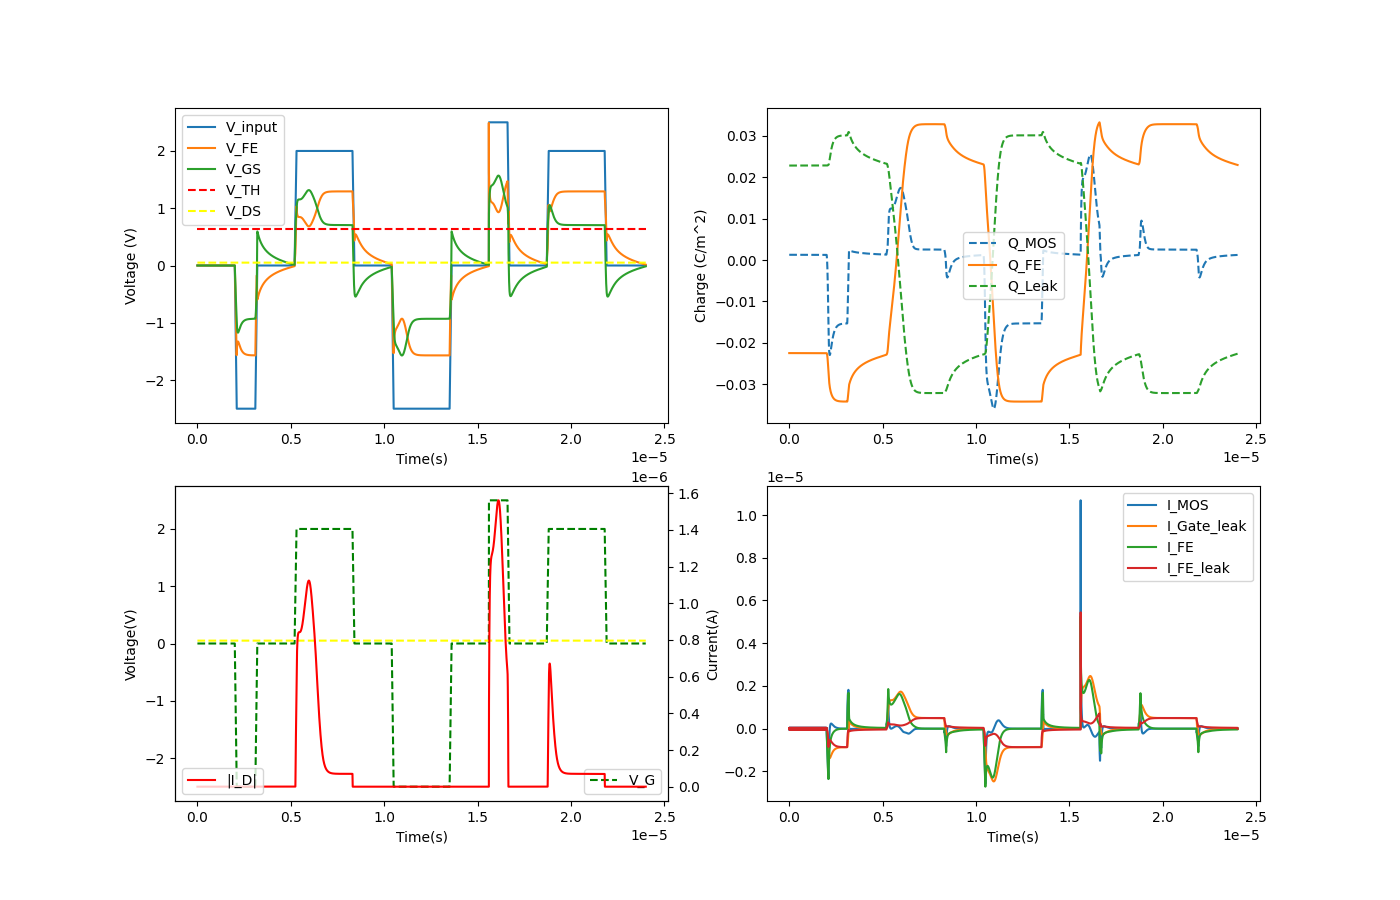 V_input
V_FE
V_GS
V_TH
V_DS
Voltage (V)
2
1
0
−1
−2
0.0 0.5 1.0 1.5 2.0 2.5
Time(s)
1e−5
Q_MOS
Q_FE
Q_Leak
Charge (C/m^2)
0.03
0.02
0.01
0.00
−0.01
−0.02
−0.03
0.0 0.5 1.0 1.5 2.0 2.5
Time(s)
1e−5
1e−6
Voltage(V)
2
1
0
−1
−2
|I_D|
V_G
1.6
1.4
1.2
1.0
0.8
0.6
0.4
0.2
0.0
Current(A)
0.0 0.5 1.0 1.5 2.0 2.5
Time(s)
1e−5
1e−5
I_MOS
I_Gate_leak
I_FE
I_FE_leak
1.0
0.8
0.6
0.4
0.2
0.0
−0.2
0.0 0.5 1.0 1.5 2.0 2.5
Time(s)
1e−5